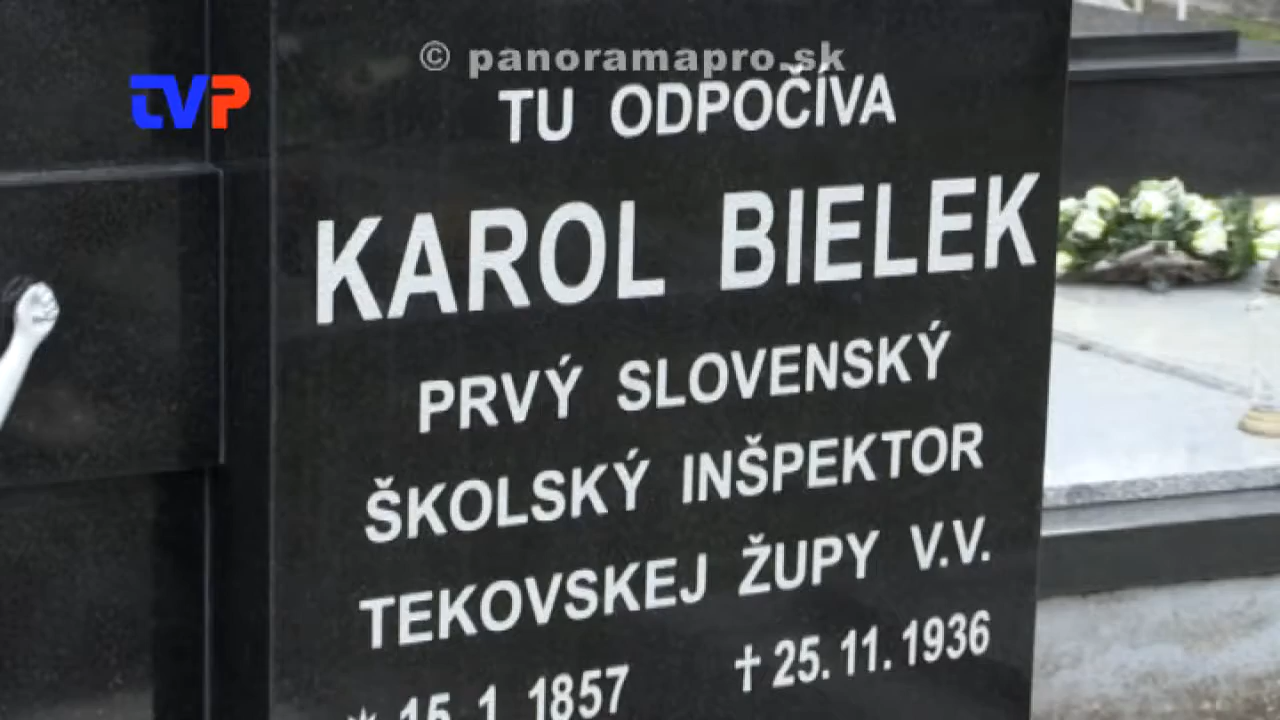 © panoramapro.sk
TVP
TU ODPOČÍVA
KAROL BIELEK
PRVÝ SLOVENSKÝ
ŠKOLSKÝ INŠPEKTOR
TEKOVSKEJ ŽUPY V.V.
* 15. 1. 1857 † 25. 11. 1936